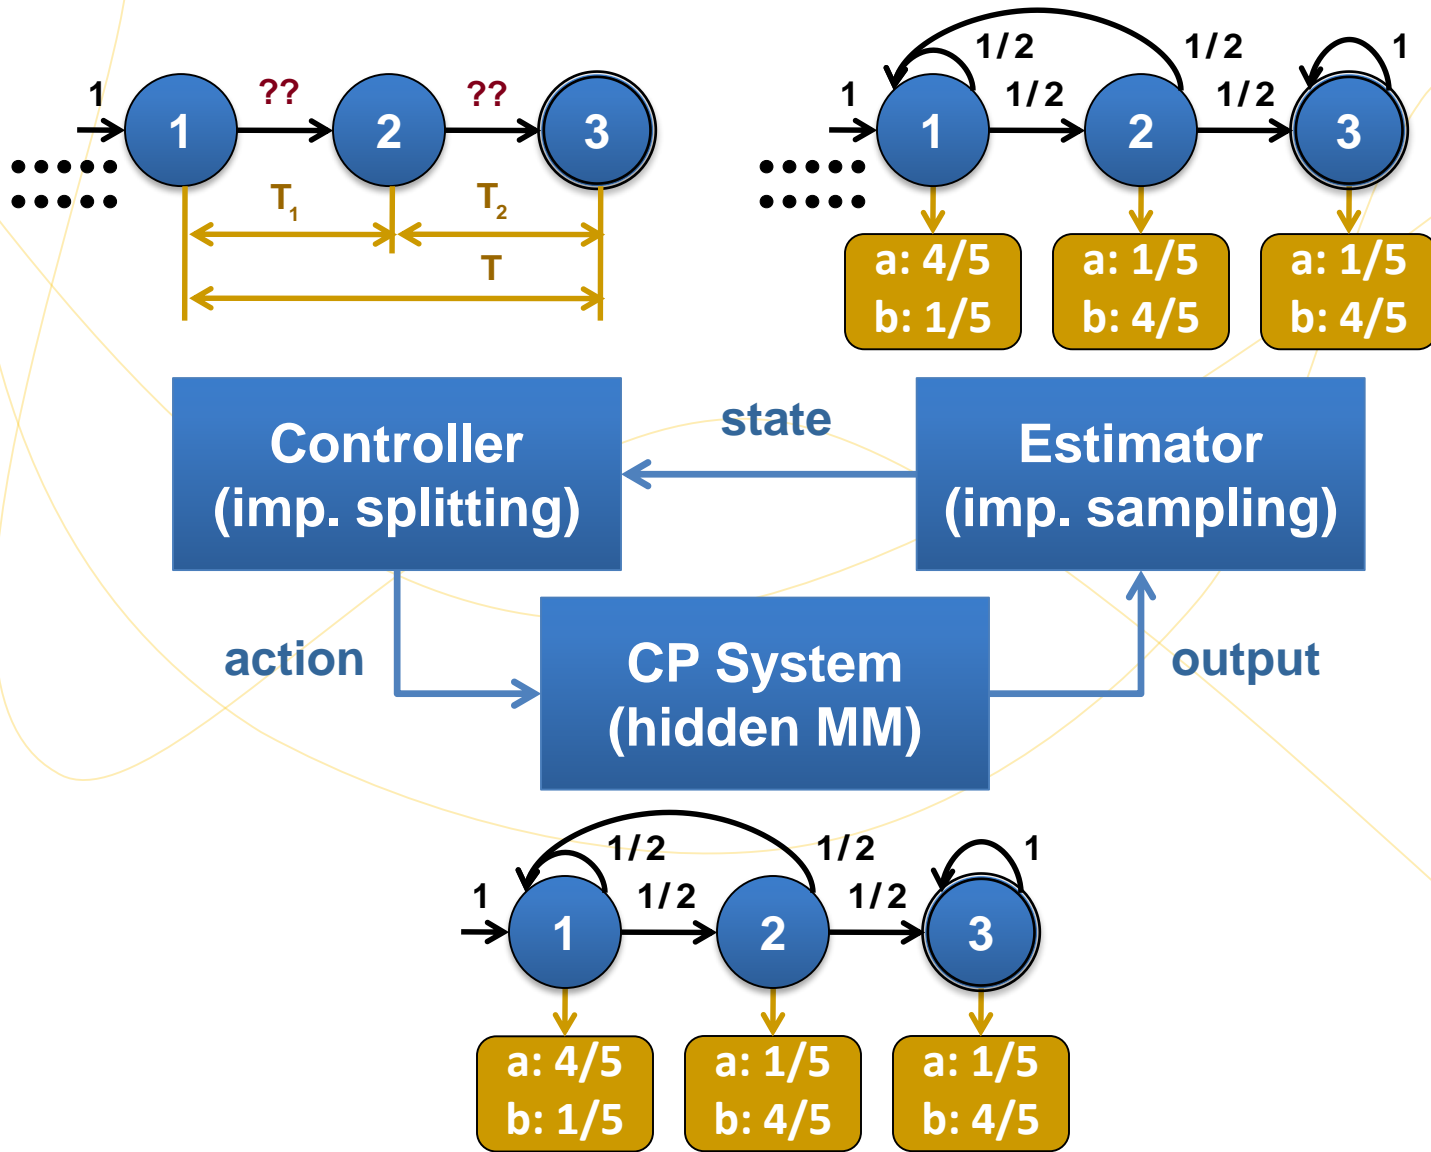 1
??
??
1
2
3
T1
T2
T
1/2
1/2
1
1
1/2
1/2
1
2
3
a: 4/5
b: 1/5
a: 1/5
b: 4/5
a: 1/5
b: 4/5
Controller
(imp. splitting)
state
Estimator
(imp. sampling)
action
CP System
(hidden MM)
output
1/2
1/2
1
1
1/2
1/2
1
2
3
a: 4/5
b: 1/5
a: 1/5
b: 4/5
a: 1/5
b: 4/5